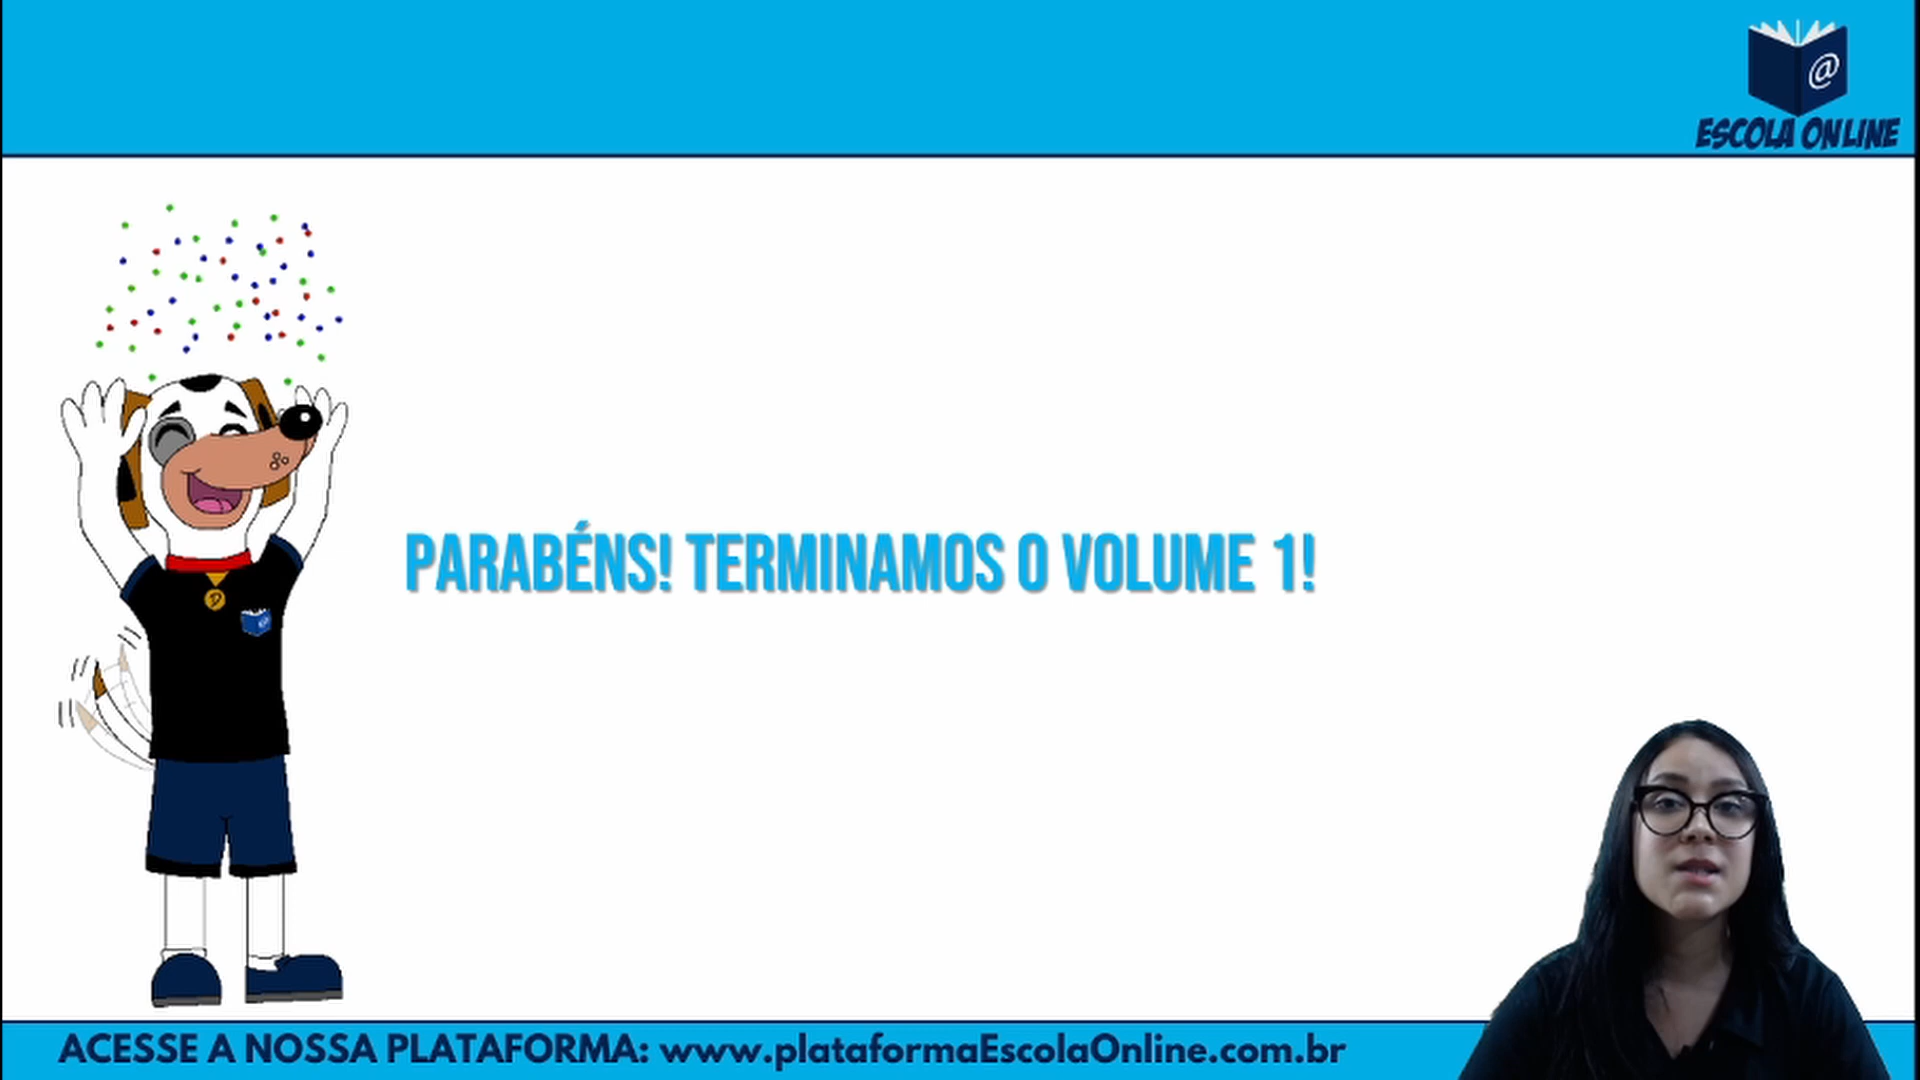 ESCOLA ONLINE
PARABÉNS! TERMINAMOS O VOLUME 1!
ACESSE A NOSSA PLATAFORMA: www.plataformaEscolaOnline.com.br